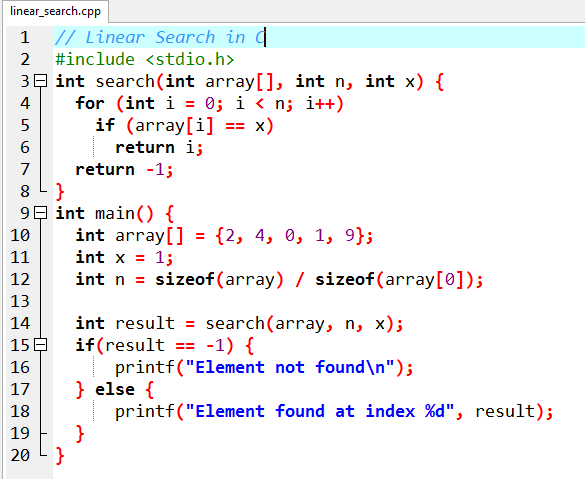 linear_search.cpp
1 // Linear Search in C
2 #include <stdio.h>
3 int search(int array[], int n, int x) {
4 for (int i = 0; i < n; i++)
5 if (array[i] == x)
6 return i;
7 return -1;
8 }
9 int main() {
10 int array[] = {2, 4, 0, 1, 9};
11 int x = 1;
12 int n = sizeof(array) / sizeof(array[0]);
13
14 int result = search(array, n, x);
15 if(result == -1) {
16 printf("Element not found\n");
17 } else {
18 printf("Element found at index %d", result);
19 }
20 }